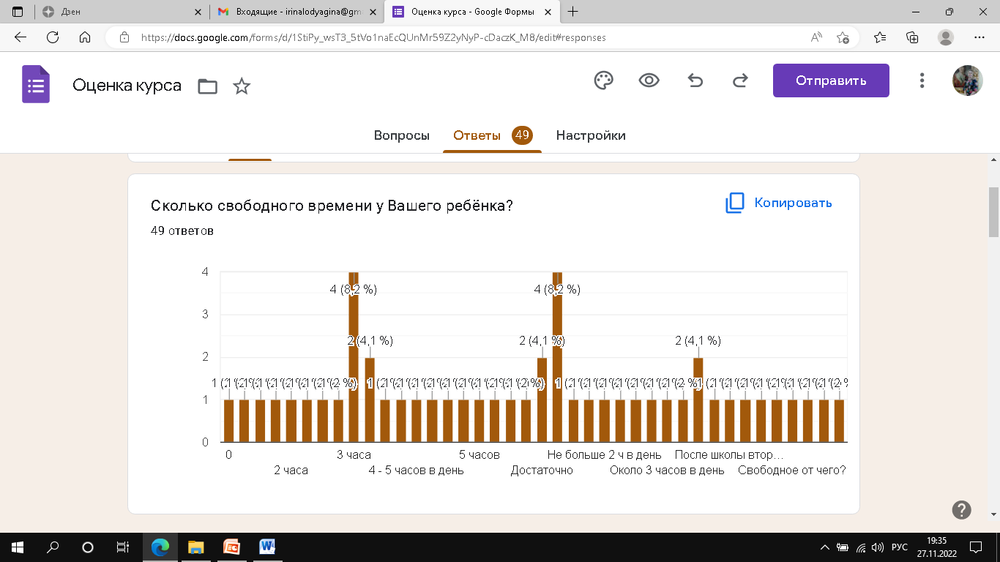 Дзен
Входящие - irinalodyagina@gm
Оценка курса - Google Формы
https://docs.google.com/forms/d/1StiPy_wsT3_5tVo1naEcQUnMr59Z2yNyP-cDaczK_M8/edit#responses
Оценка курса
Отправить
Вопросы Ответы 49 Настройки
Сколько свободного времени у Вашего ребёнка?
Копировать
49 ответов
4
4 (8,2 %) 4 (8,2 %)
3
2 (4,1 %) 2 (4,1 %) 2 (4,1 %)
2
1
0
0 3 часа 5 часов Не больше 2 ч в день После школы втор…
2 часа 4 - 5 часов в день Достаточно Около 3 часов в день Свободное от чего?
РУС
19:35
27.11.2022